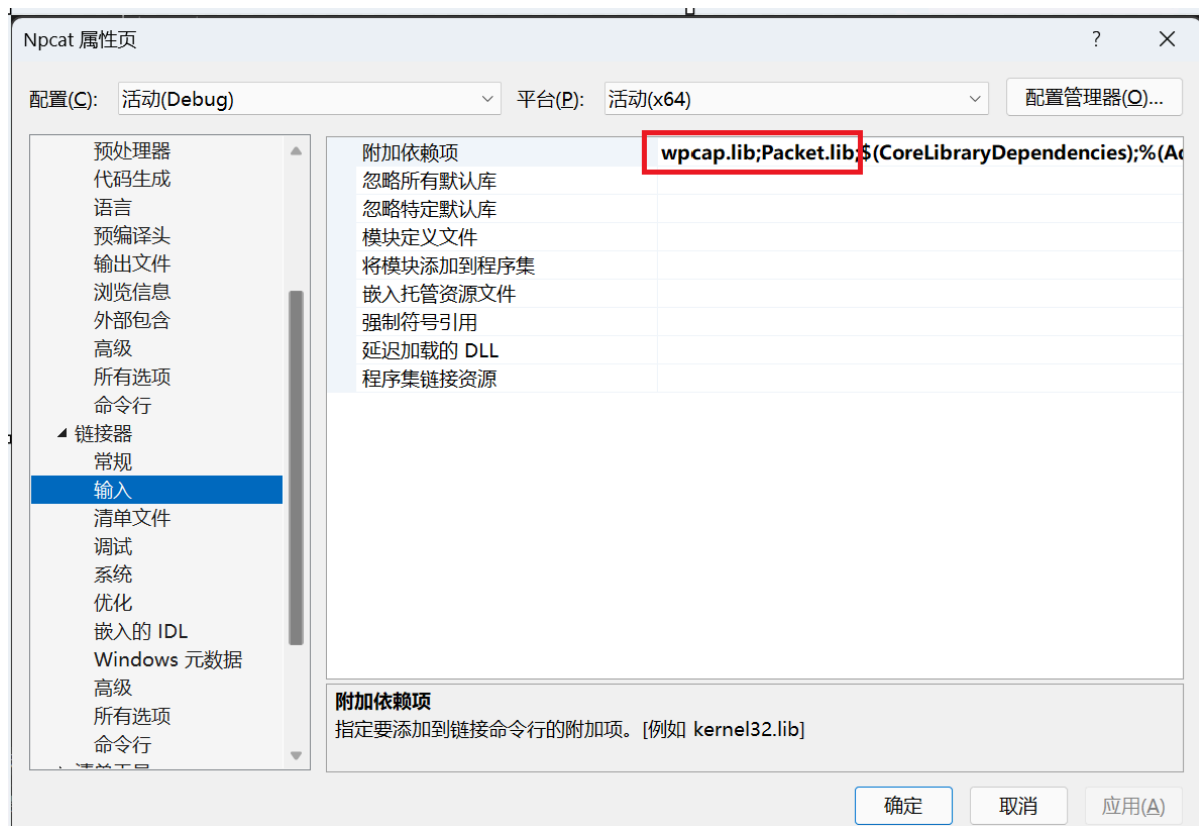 Npcat 属性页 ?
配置(C): 活动(Debug) 平台(P): 活动(x64) 配置管理器(O)...
预处理器
代码生成
语言
预编译头
输出文件
浏览信息
外部包含
高级
所有选项
命令行
链接器
常规
输入
清单文件
调试
系统
优化
嵌入的 IDL
Windows 元数据
高级
所有选项
命令行
清单工具
附加依赖项 wpcap.lib;Packet.lib;$(CoreLibraryDependencies);%(Ad
忽略所有默认库
忽略特定默认库
模块定义文件
将模块添加到程序集
嵌入托管资源文件
强制符号引用
延迟加载的 DLL
程序集链接资源
附加依赖项
指定要添加到链接命令行的附加项。[例如 kernel32.lib]
确定 取消 应用(A)